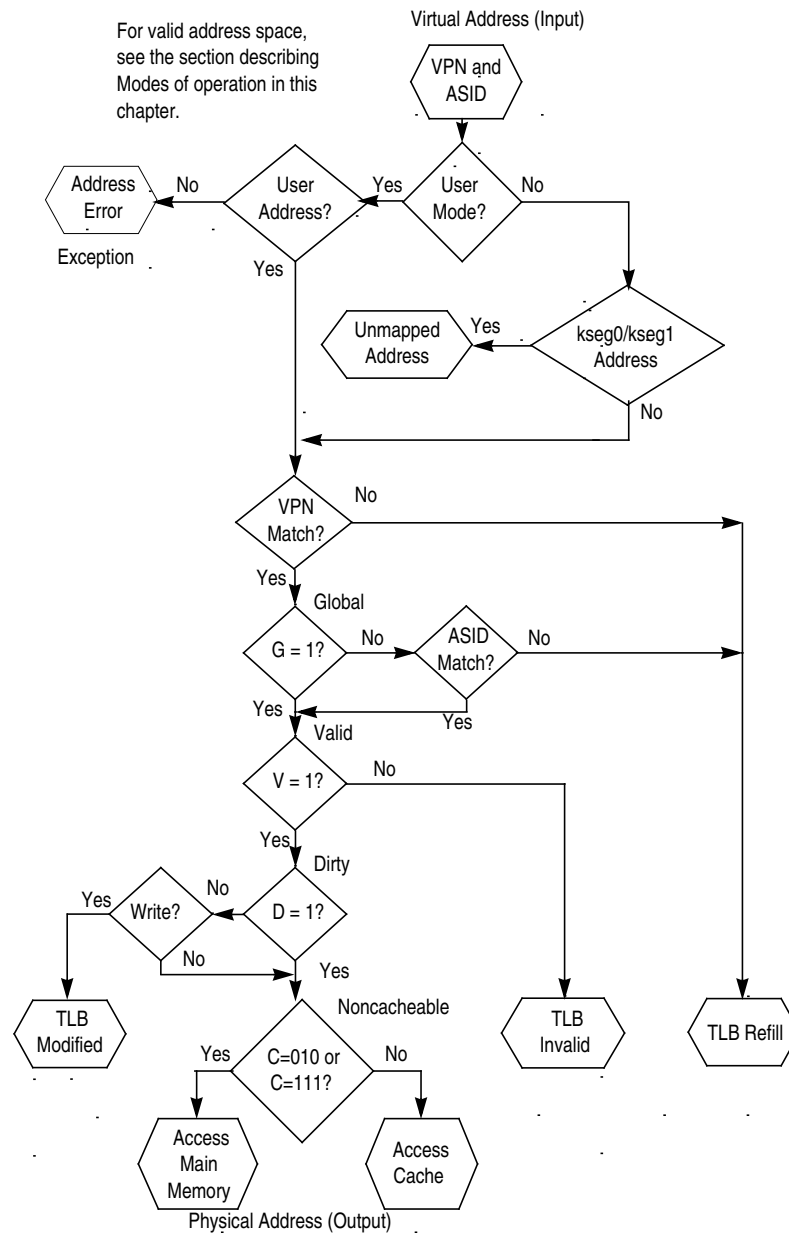 Virtual Address (Input)
For valid address space,
see the section describing
Modes of operation in this
chapter.
VPN and
ASID
Address
Error
No
User
Address?
Yes
User
Mode?
No
Exception
Yes
Unmapped
Address
Yes
kseg0/kseg1
Address
No
VPN
Match?
No
Yes
Global
G = 1?
No
ASID
Match?
No
Yes
Yes
Valid
V = 1?
No
Yes
Dirty
Yes
Write?
No
D = 1?
No
Yes
Noncacheable
TLB
Modified
TLB
Invalid
TLB Refill
Yes
C=010 or
C=111?
No
Access
Main
Memory
Access
Cache
Physical Address (Output)